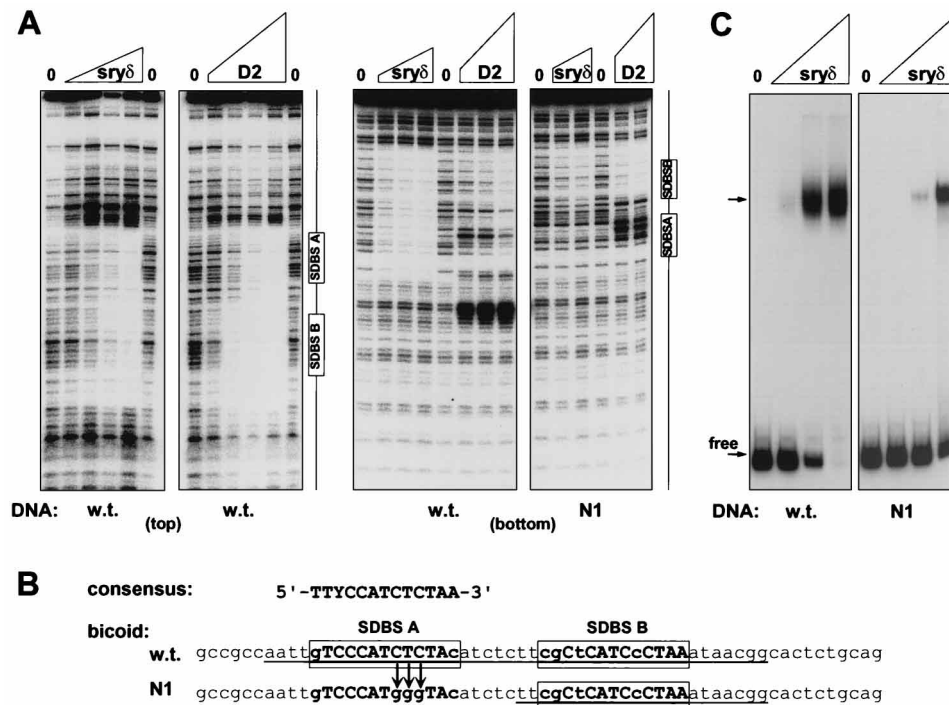 A
C
0 sryδ 0
0 D2 0
0 sryδ 0 D2
0 sryδ 0 D2
0 sryδ
0 sryδ
SDBS A
SDBS B
SDBSB
SDBSA
free
DNA: w.t. (top) w.t.
w.t. (bottom) N1
DNA: w.t. N1
B
consensus: 5'-TTYCCATCTCTAA-3'
bicoid: SDBS A SDBS B
w.t. gccgccaattgTCCCATCTCTAcatctcttcgCtCATCcCTAAataacggcactctgcag
N1 gccgccaattgTCCCATgggTAcatctcttcgCtCATCcCTAAataacggcactctgcag